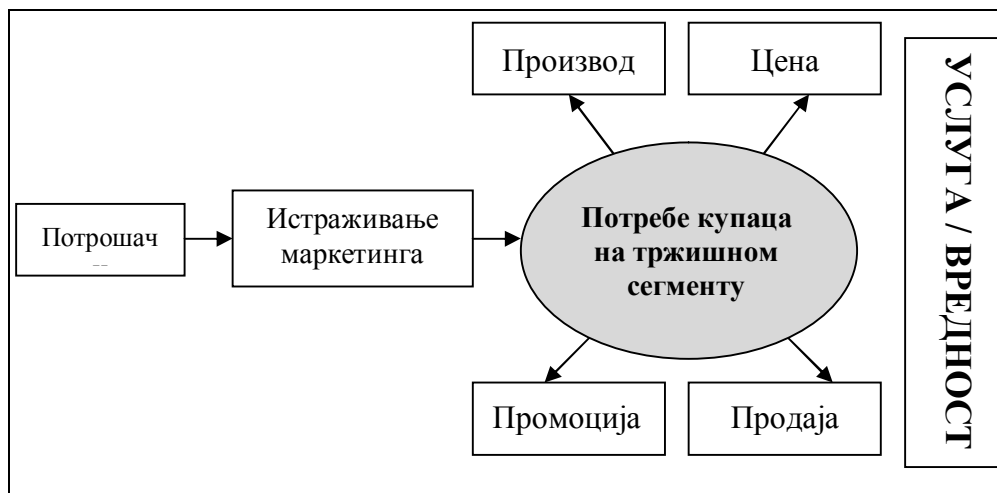 Производ
Цена
Потрошач
Истраживање
маркетинга
Потребе купаца
на тржишном
сегменту
Промоција
Продаја
УСЛУГА / ВРЕДНОСТ